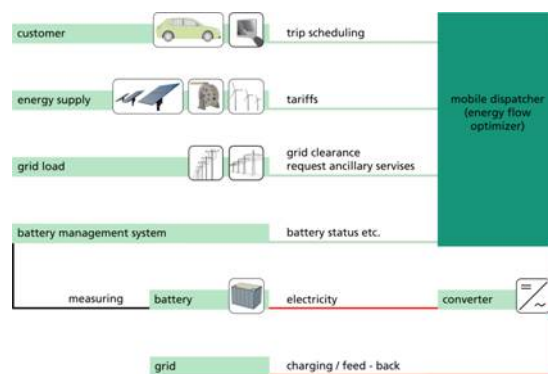 customer
trip scheduling
energy supply
tariffs
mobile dispatcher
(energy flow
optimizer)
grid load
grid clearance
request ancillary servises
battery management system
battery status etc.
measuring
battery
electricity
converter
grid
charging / feed - back